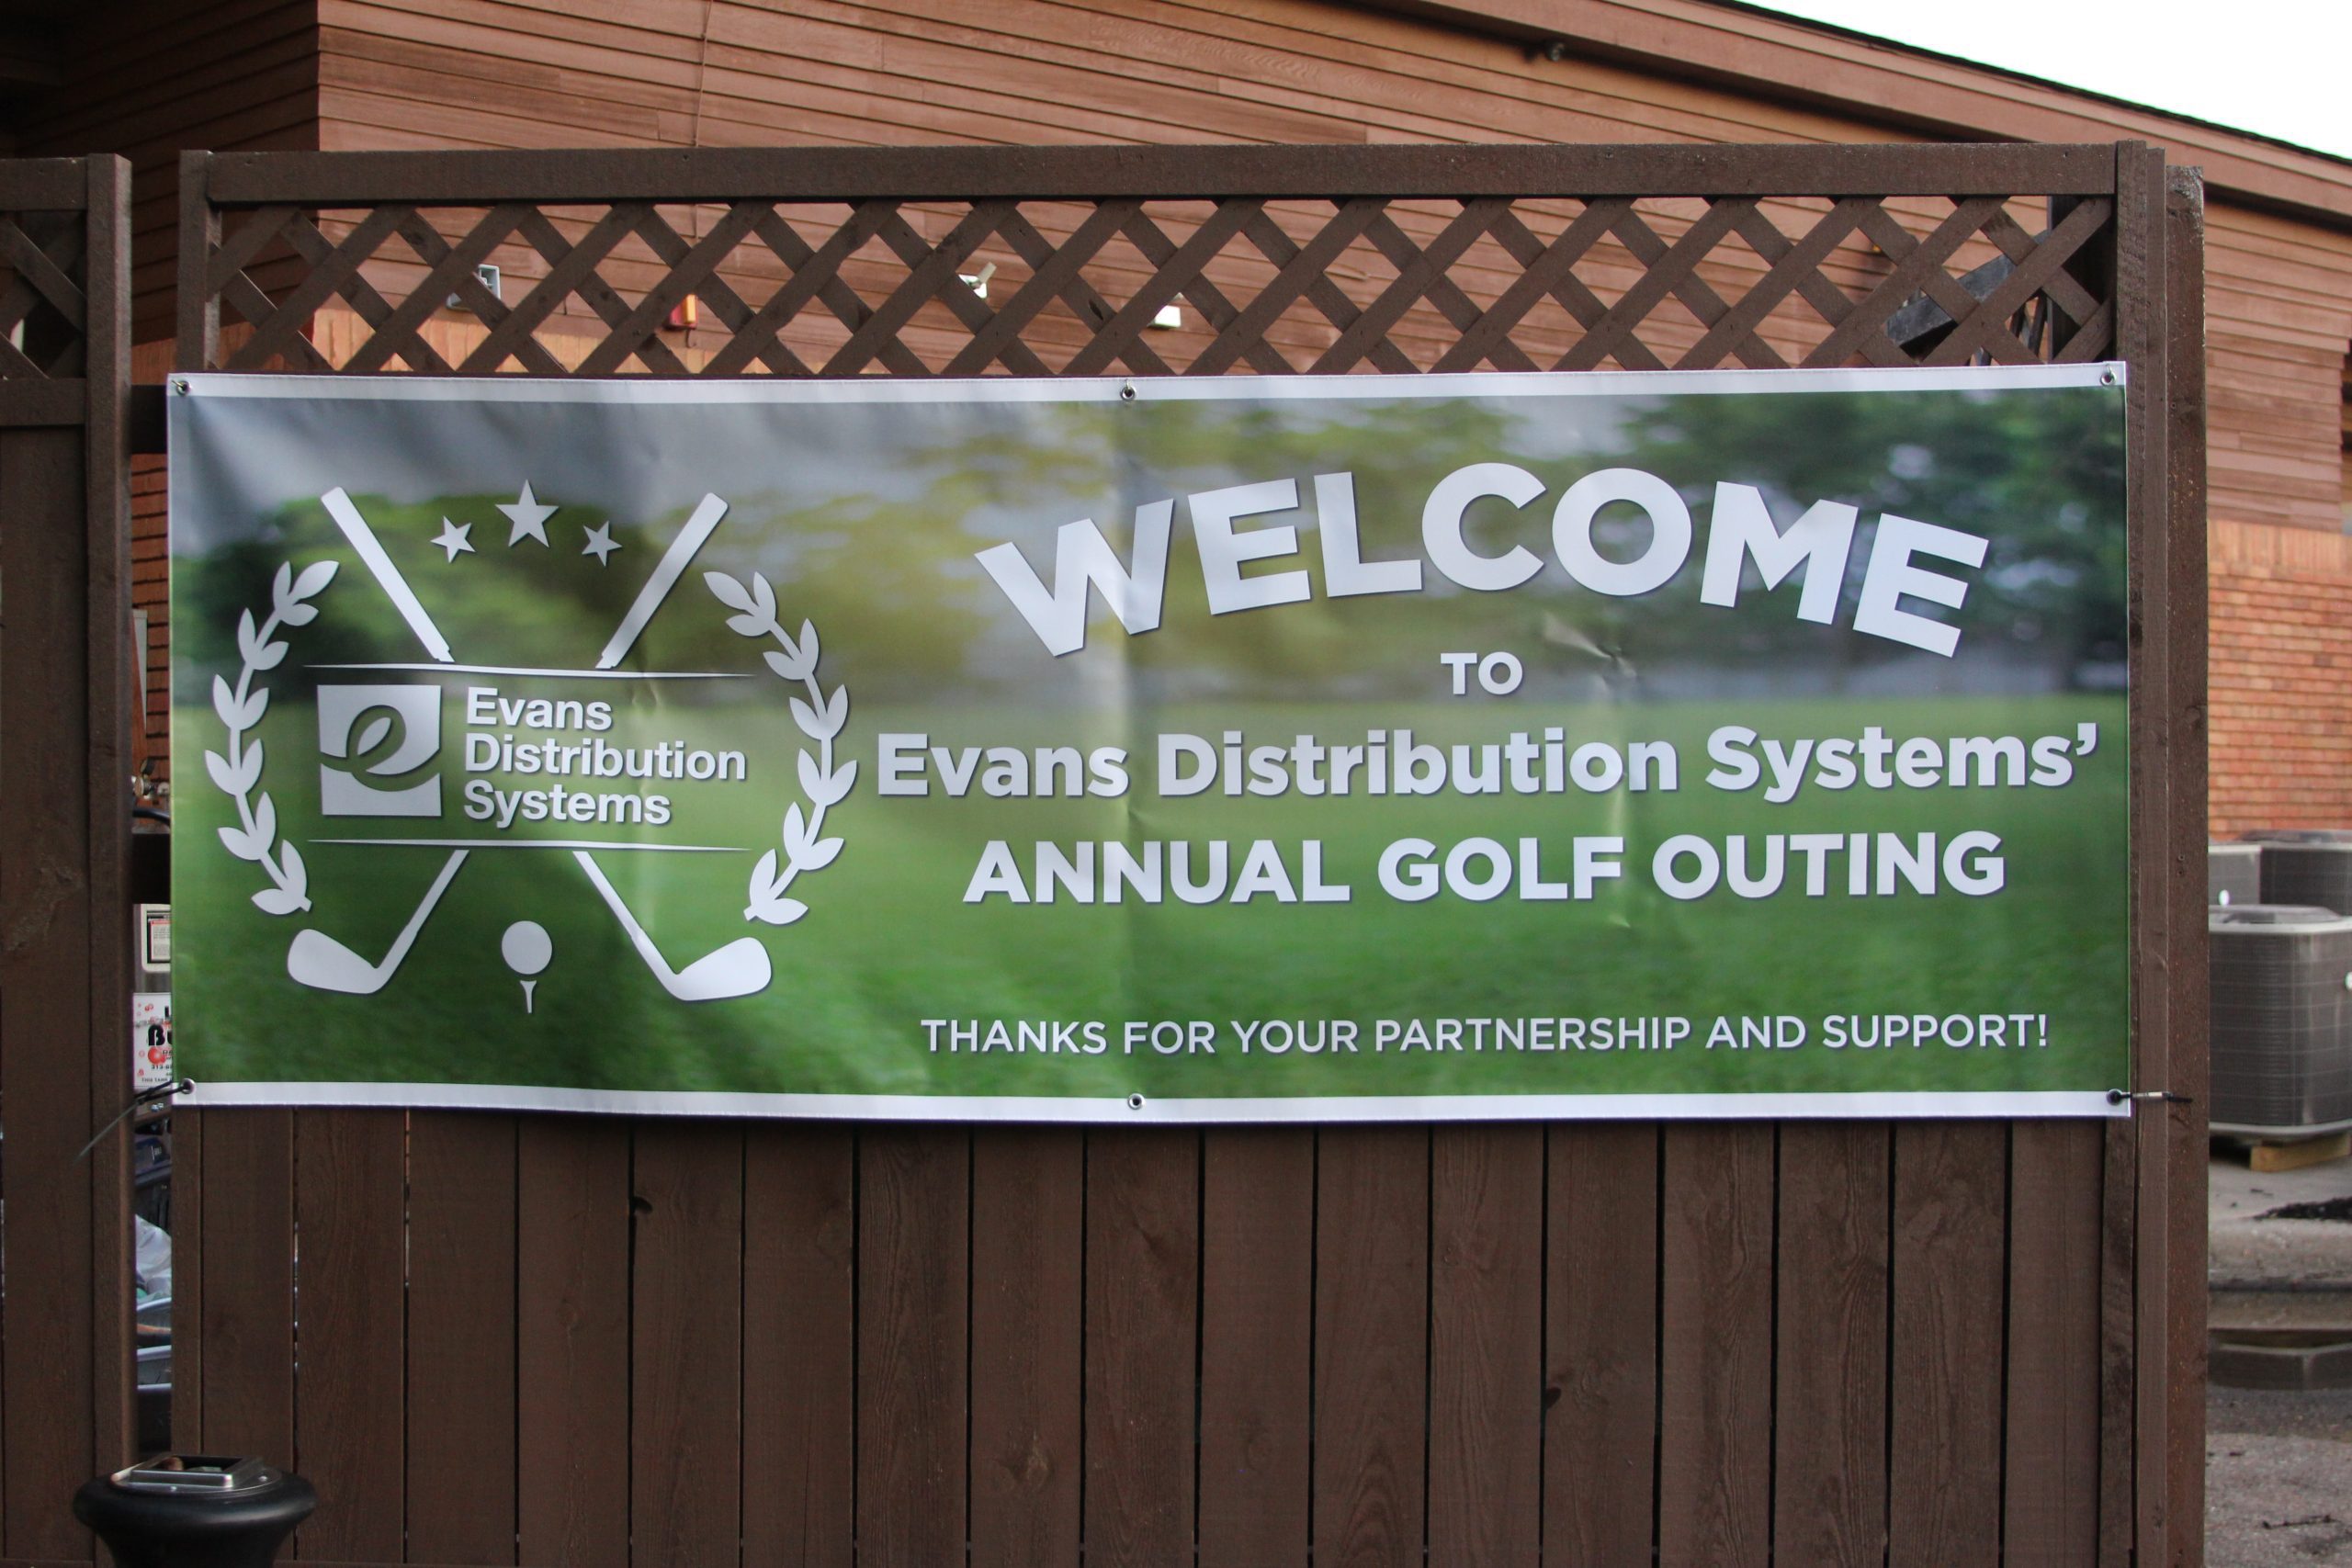 Evans
Distribution
Systems
WELCOME
TO
Evans Distribution Systems’
ANNUAL GOLF OUTING
THANKS FOR YOUR PARTNERSHIP AND SUPPORT!